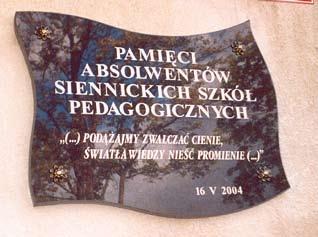 PAMIĘCI
ABSOLWENTÓW
SIENNICKICH SZKÓŁ
PEDAGOGICZNYCH
„(...) PODĄŻAJMY ZWALCZAĆ CIENIE,
ŚWIATŁA WIEDZY NIEŚĆ PROMIENIE (...)"
16 V 2004